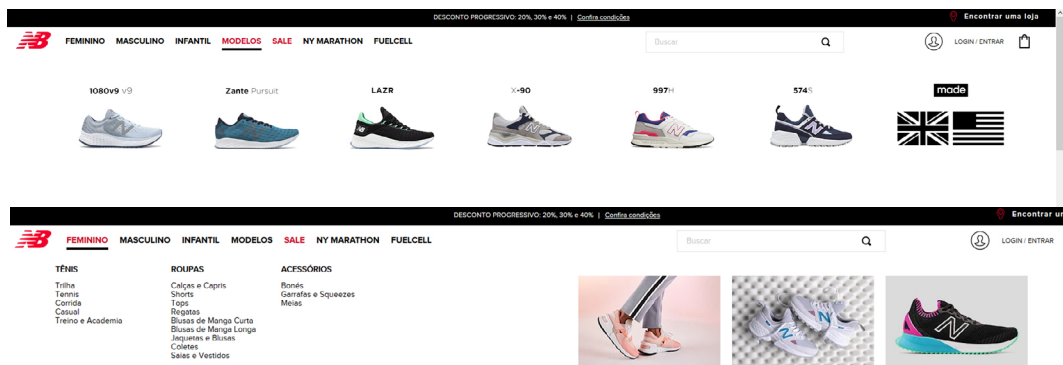 DESCONTO PROGRESSIVO: 20%, 30% e 40% | Confira condições
Encontrar uma loja
NB FEMININO MASCULINO INFANTIL MODELOS SALE NY MARATHON FUELCELL Buscar LOGIN / ENTRAR
1080v9 v9 Zante Pursuit LAZR X-90 997H 574S made
DESCONTO PROGRESSIVO: 20%, 30% e 40% | Confira condições
Encontrar um
NB FEMININO MASCULINO INFANTIL MODELOS SALE NY MARATHON FUELCELL Buscar LOGIN / ENTRAR
TÊNIS
Trilha
Tennis
Corrida
Casual
Treino e Academia
ROUPAS
Calças e Capris
Shorts
Tops
Regatas
Blusas de Manga Curta
Blusas de Manga Longa
Jaquetas e Blusas
Coletes
Saias e Vestidos
ACESSÓRIOS
Bonés
Garrafas e Squeezes
Meias